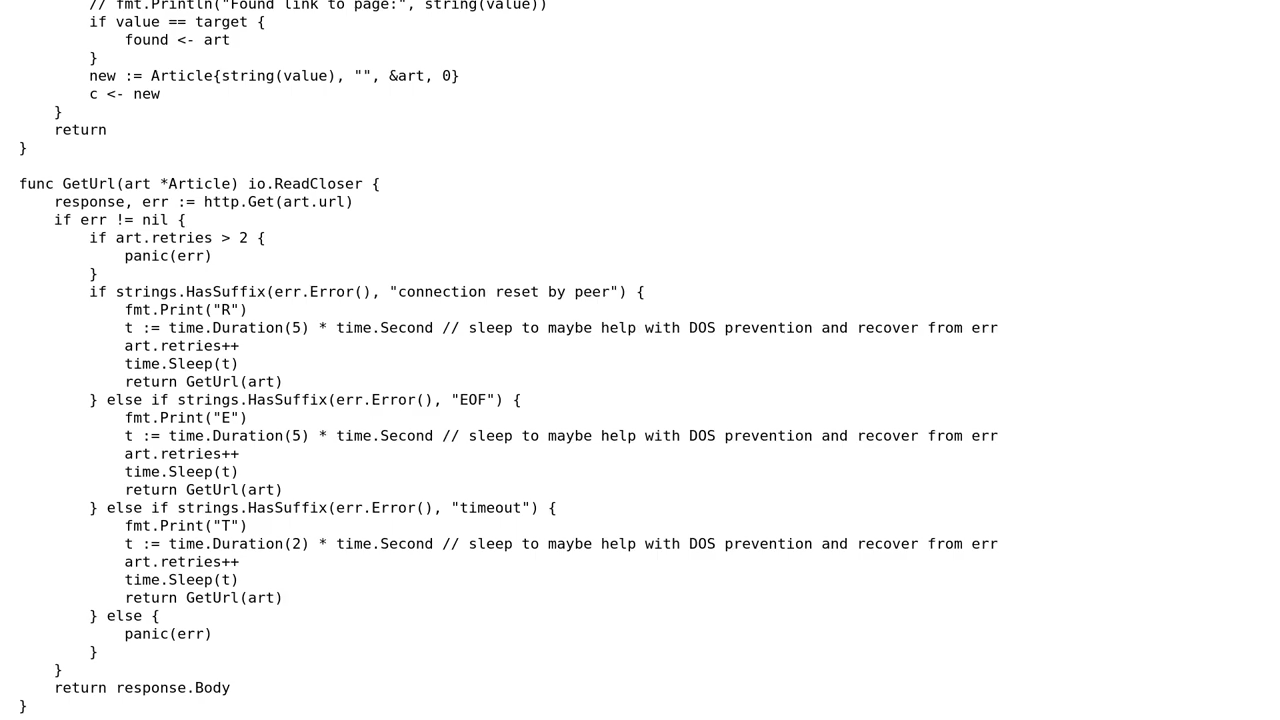 // fmt.Println("Found link to page:", string(value))
if value == target {
found <- art
}
new := Article{string(value), "", &art, 0}
c <- new
}
return
}
func GetUrl(art *Article) io.ReadCloser {
response, err := http.Get(art.url)
if err != nil {
if art.retries > 2 {
panic(err)
}
if strings.HasSuffix(err.Error(), "connection reset by peer") {
fmt.Print("R")
t := time.Duration(5) * time.Second // sleep to maybe help with DOS prevention and recover from err
art.retries++
time.Sleep(t)
return GetUrl(art)
} else if strings.HasSuffix(err.Error(), "EOF") {
fmt.Print("E")
t := time.Duration(5) * time.Second // sleep to maybe help with DOS prevention and recover from err
art.retries++
time.Sleep(t)
return GetUrl(art)
} else if strings.HasSuffix(err.Error(), "timeout") {
fmt.Print("T")
t := time.Duration(2) * time.Second // sleep to maybe help with DOS prevention and recover from err
art.retries++
time.Sleep(t)
return GetUrl(art)
} else {
panic(err)
}
}
return response.Body
}